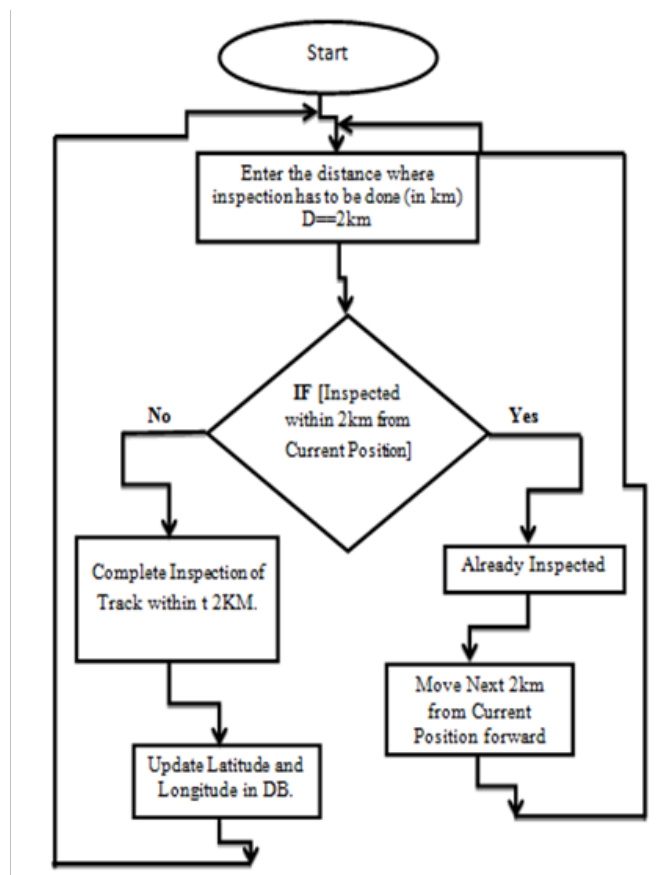 Start
Enter the distance where
inspection has to be done (in km)
D==2km
IF [Inspected
within 2km from
Current Position]
No
Yes
Complete Inspection of
Track within t 2KM.
Already Inspected
Move Next 2km
from Current
Position forward
Update Latitude and
Longitude in DB.